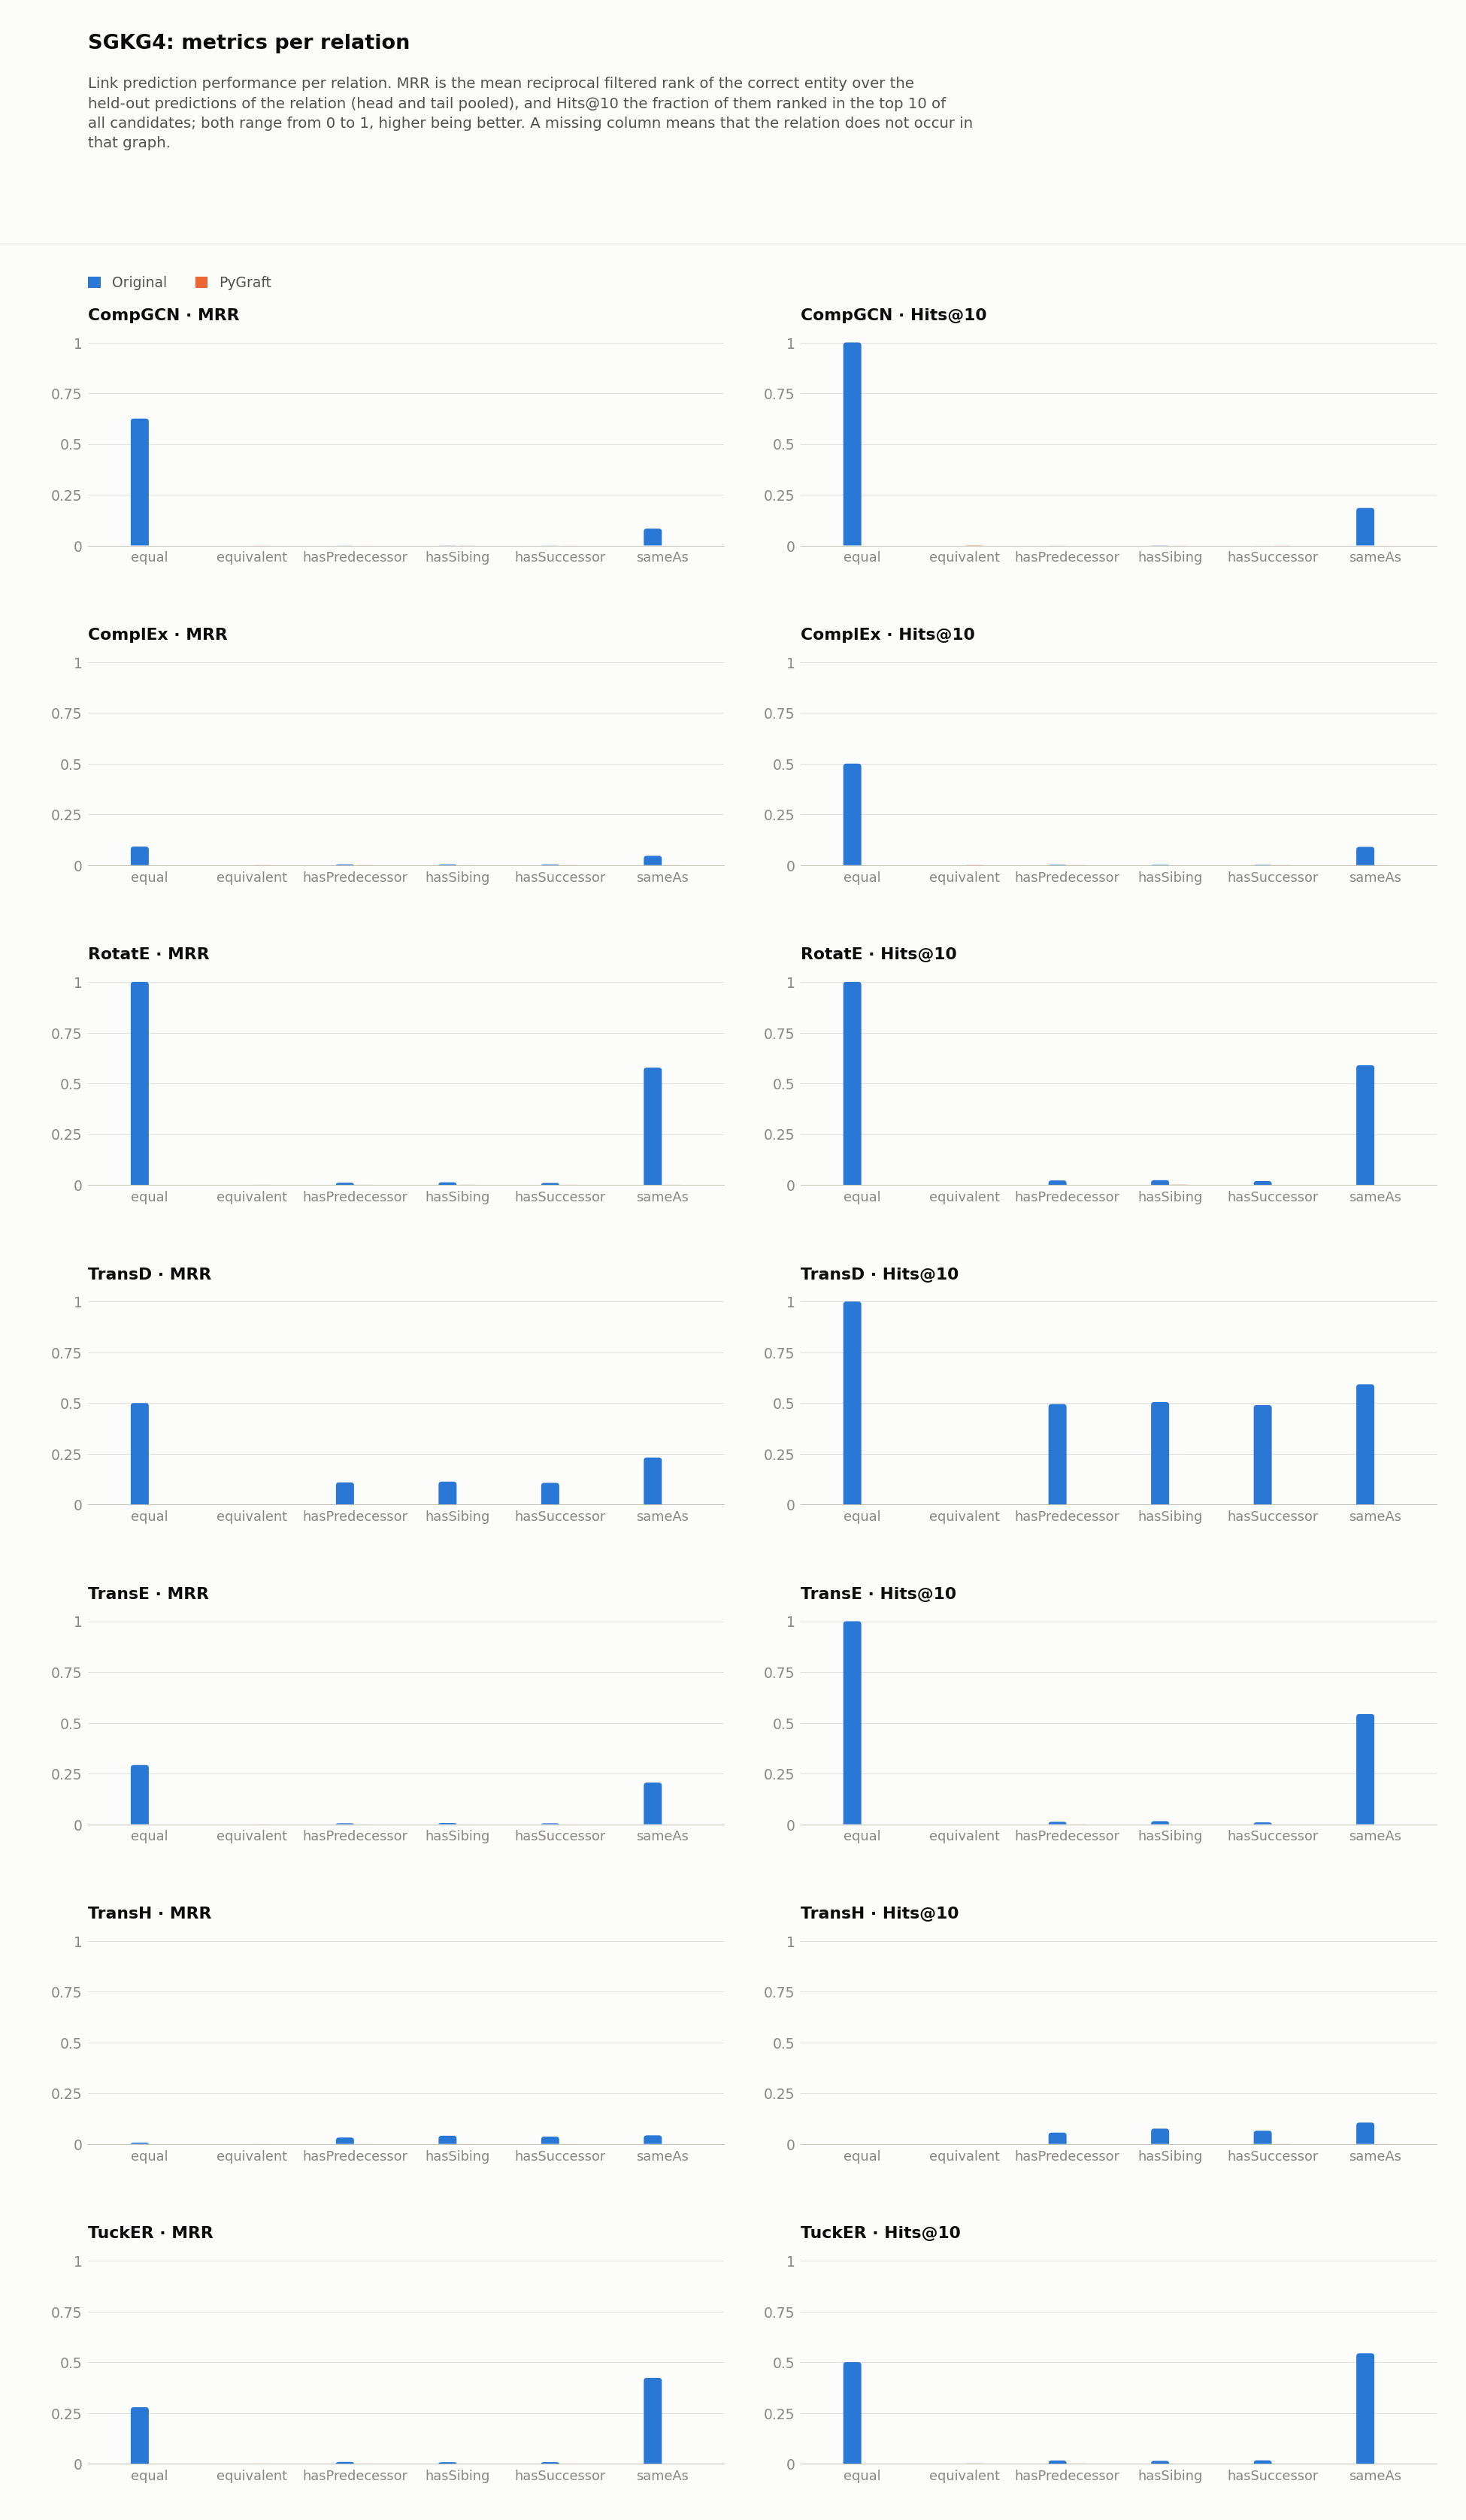 SGKG4: metrics per relation
Link prediction performance per relation. MRR is the mean reciprocal filtered rank of the correct entity over the
held-out predictions of the relation (head and tail pooled), and Hits@10 the fraction of them ranked in the top 10 of
all candidates; both range from 0 to 1, higher being better. A missing column means that the relation does not occur in
that graph.
Original PyGraft
CompGCN · MRR
1
0.75
0.5
0.25
0
equal equivalent hasPredecessor hasSibing hasSuccessor sameAs
CompGCN · Hits@10
1
0.75
0.5
0.25
0
equal equivalent hasPredecessor hasSibing hasSuccessor sameAs
ComplEx · MRR
1
0.75
0.5
0.25
0
equal equivalent hasPredecessor hasSibing hasSuccessor sameAs
ComplEx · Hits@10
1
0.75
0.5
0.25
0
equal equivalent hasPredecessor hasSibing hasSuccessor sameAs
RotatE · MRR
1
0.75
0.5
0.25
0
equal equivalent hasPredecessor hasSibing hasSuccessor sameAs
RotatE · Hits@10
1
0.75
0.5
0.25
0
equal equivalent hasPredecessor hasSibing hasSuccessor sameAs
TransD · MRR
1
0.75
0.5
0.25
0
equal equivalent hasPredecessor hasSibing hasSuccessor sameAs
TransD · Hits@10
1
0.75
0.5
0.25
0
equal equivalent hasPredecessor hasSibing hasSuccessor sameAs
TransE · MRR
1
0.75
0.5
0.25
0
equal equivalent hasPredecessor hasSibing hasSuccessor sameAs
TransE · Hits@10
1
0.75
0.5
0.25
0
equal equivalent hasPredecessor hasSibing hasSuccessor sameAs
TransH · MRR
1
0.75
0.5
0.25
0
equal equivalent hasPredecessor hasSibing hasSuccessor sameAs
TransH · Hits@10
1
0.75
0.5
0.25
0
equal equivalent hasPredecessor hasSibing hasSuccessor sameAs
TuckER · MRR
1
0.75
0.5
0.25
0
equal equivalent hasPredecessor hasSibing hasSuccessor sameAs
TuckER · Hits@10
1
0.75
0.5
0.25
0
equal equivalent hasPredecessor hasSibing hasSuccessor sameAs